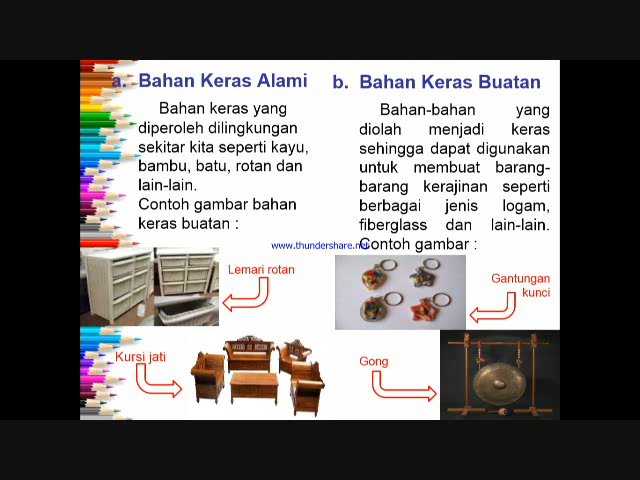 a. Bahan Keras Alami
Bahan keras yang
diperoleh dilingkungan
sekitar kita seperti kayu,
bambu, batu, rotan dan
lain-lain.
Contoh gambar bahan
keras buatan :
Lemari rotan
Kursi jati
b. Bahan Keras Buatan
Bahan-bahan yang
diolah menjadi keras
sehingga dapat digunakan
untuk membuat barang-
barang kerajinan seperti
berbagai jenis logam,
fiberglass dan lain-lain.
Contoh gambar :
Gantungan
kunci
Gong
www.thundershare.net